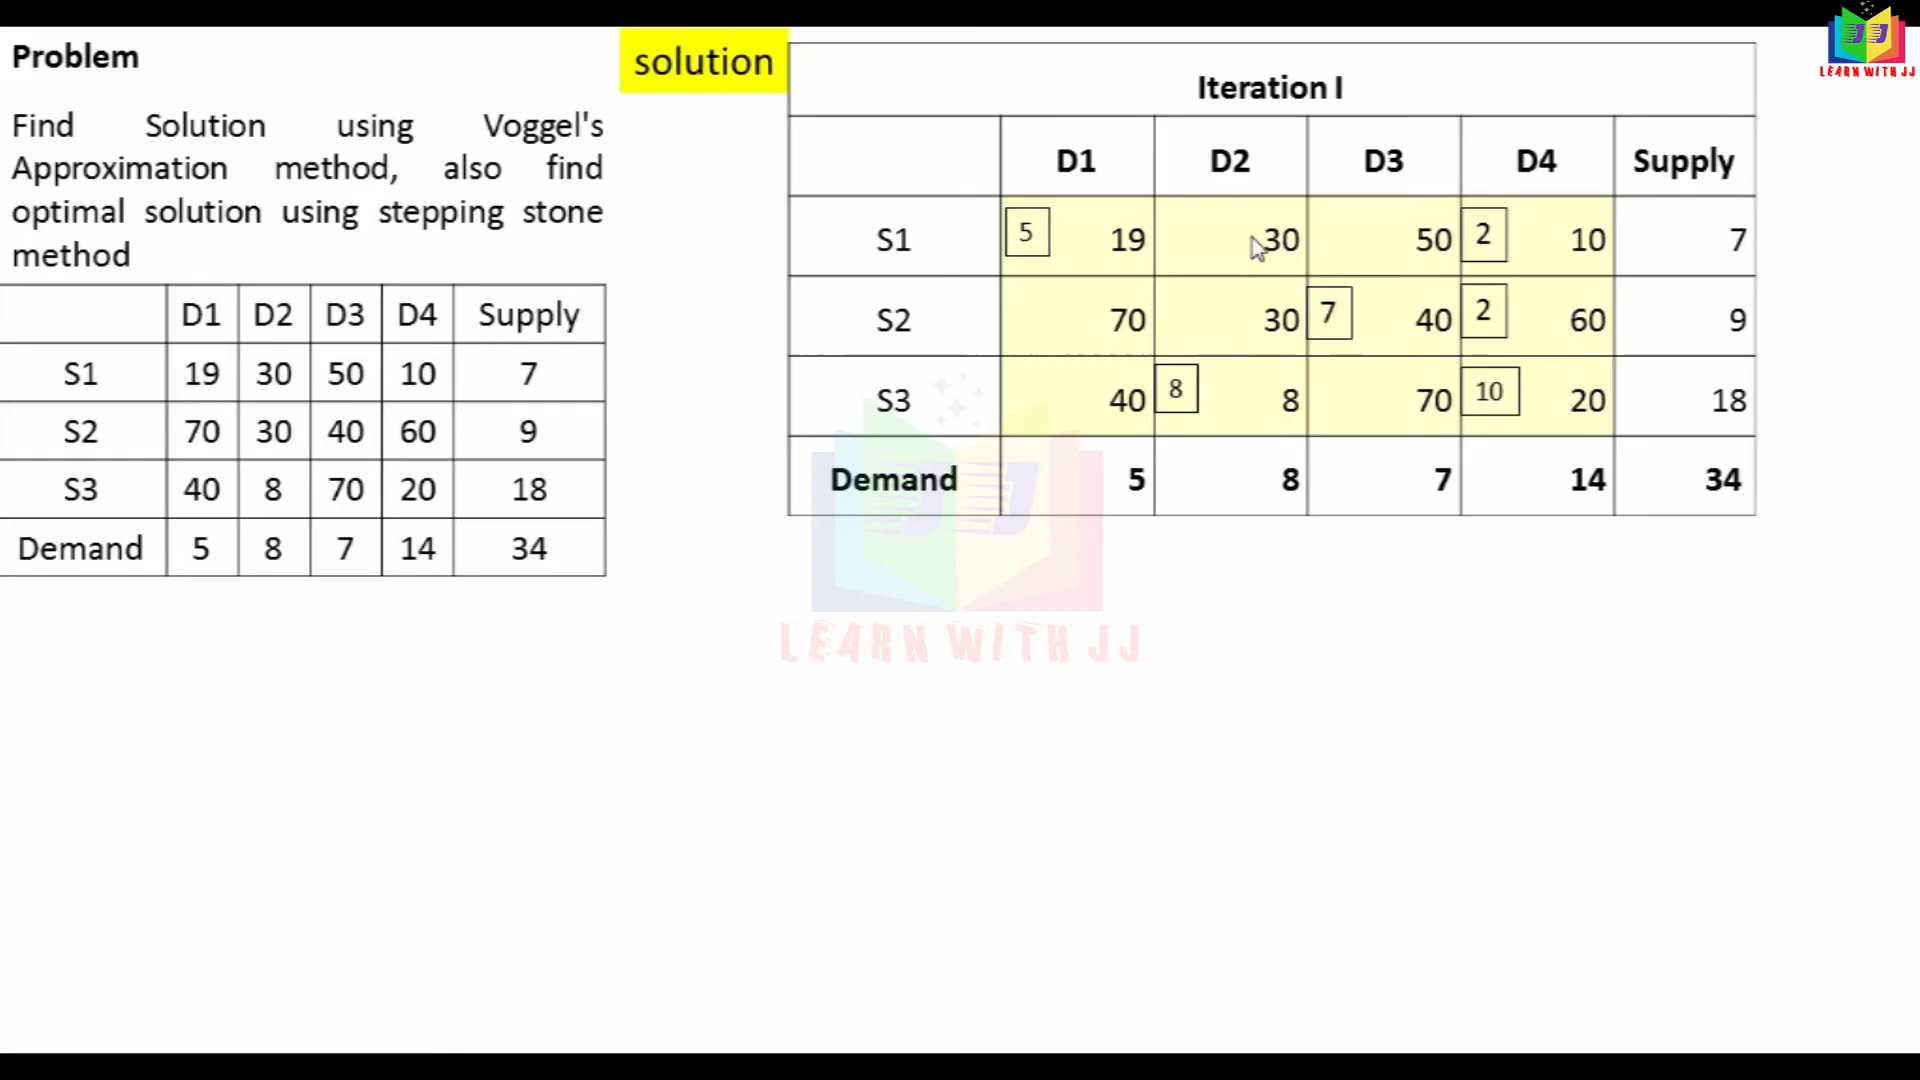 Problem
Find Solution using Voggel's
Approximation method, also find
optimal solution using stepping stone
method
D1 D2 D3 D4 Supply
S1 19 30 50 10 7
S2 70 30 40 60 9
S3 40 8 70 20 18
Demand 5 8 7 14 34
solution
Iteration I
D1 D2 D3 D4 Supply
S1 5 19 30 50 2 10 7
S2 70 30 7 40 2 60 9
S3 40 8 8 70 10 20 18
Demand 5 8 7 14 34
JJ
LEARN WITH JJ
JJ
LEARN WITH JJ